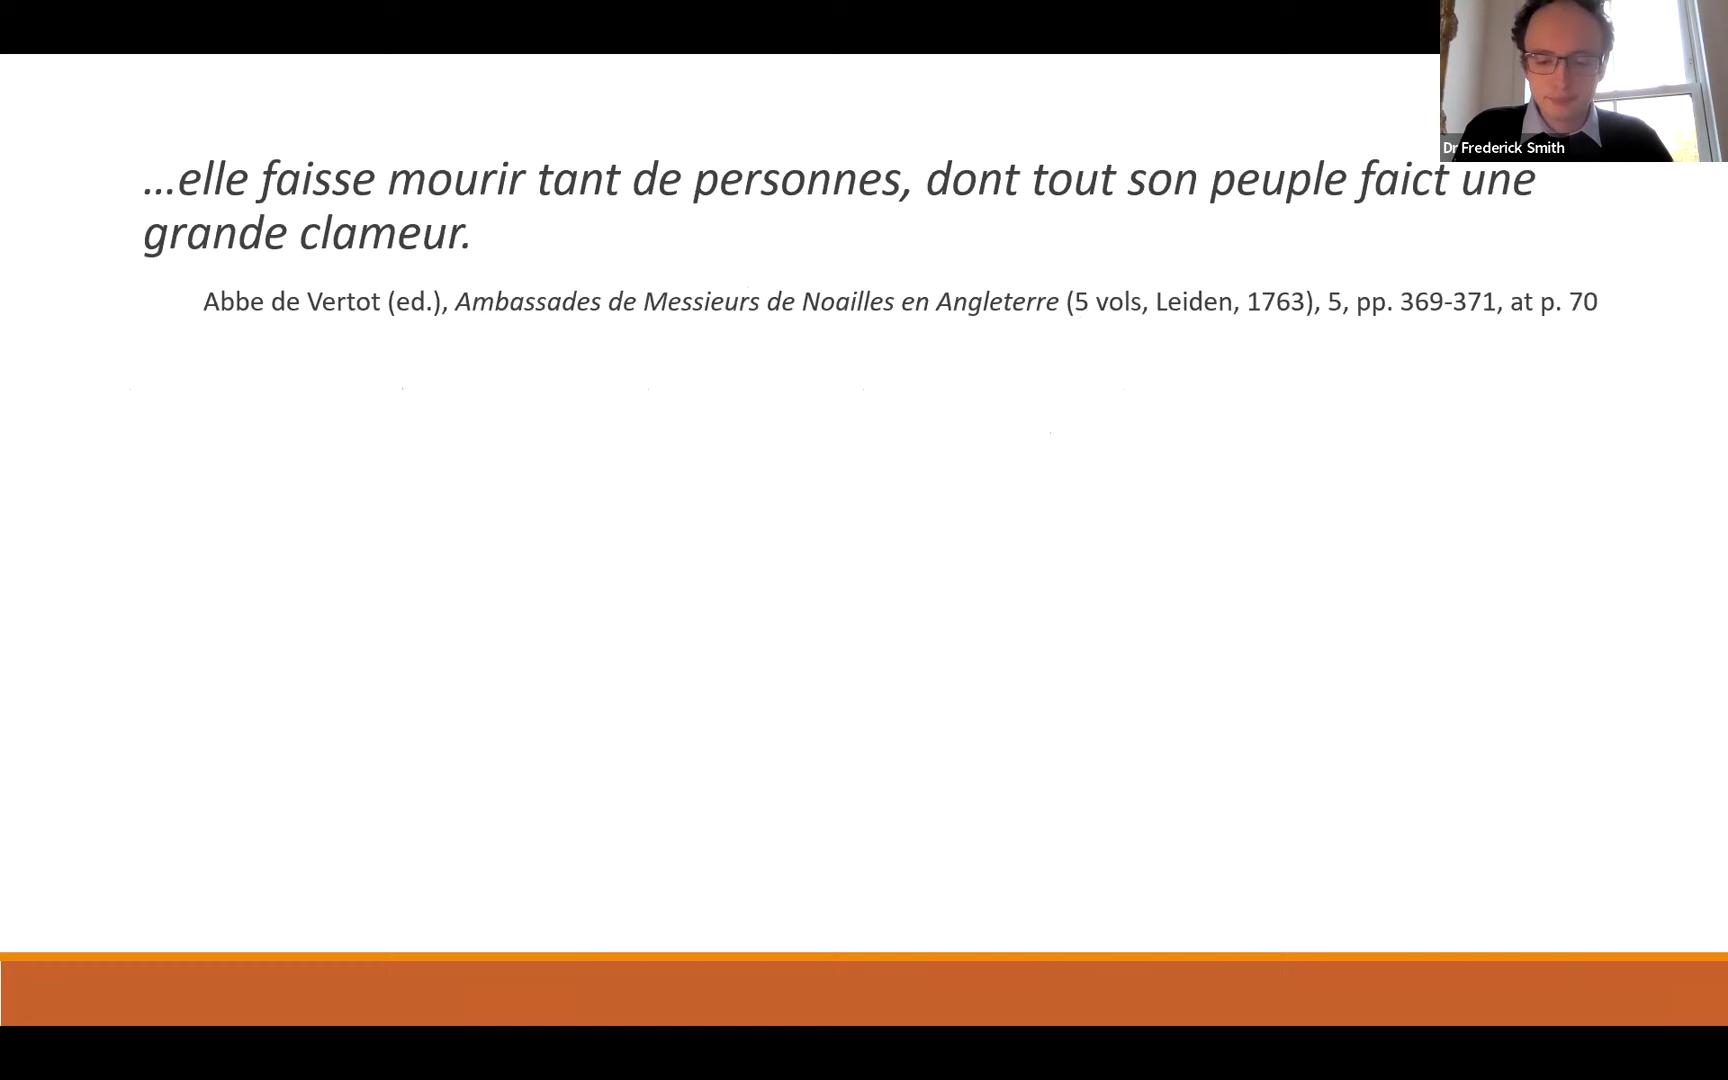 ...elle faisse mourir tant de personnes, dont tout son peuple faict une
grande clameur.
Abbe de Vertot (ed.), Ambassades de Messieurs de Noailles en Angleterre (5 vols, Leiden, 1763), 5, pp. 369-371, at p. 70
Dr Frederick Smith